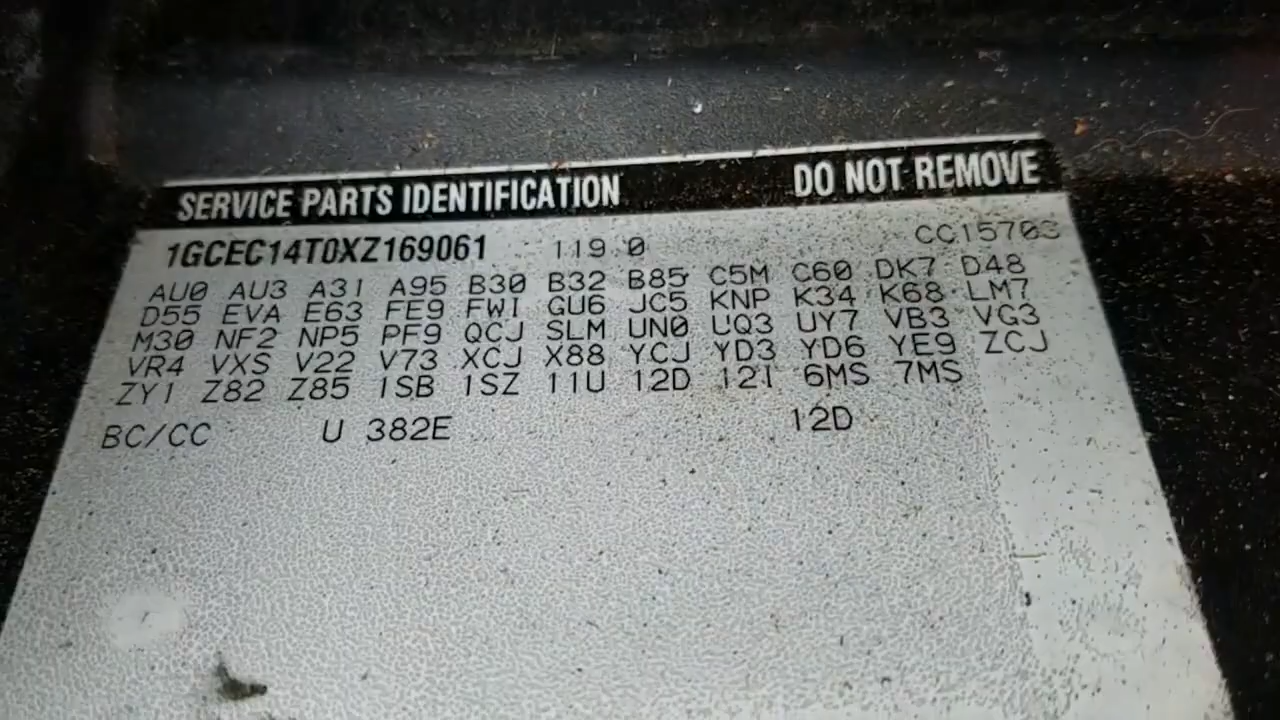 SERVICE PARTS IDENTIFICATION DO NOT REMOVE
1GCEC14T0XZ169061 119.0 CC15703
AU0 AU3 A31 A95 B30 B32 B85 C5M C60 DK7 D48
D55 EVA E63 FE9 FW1 GU6 JC5 KNP K34 K68 LM7
M30 NF2 NP5 PF9 QCJ SLM UN0 UQ3 UY7 VB3 VG3
VR4 VXS V22 V73 XCJ X88 YCJ YD3 YD6 YE9 ZCJ
ZY1 Z82 Z85 1SB 1SZ 11U 12D 12I 6MS 7MS
BC/CC U 382E 12D